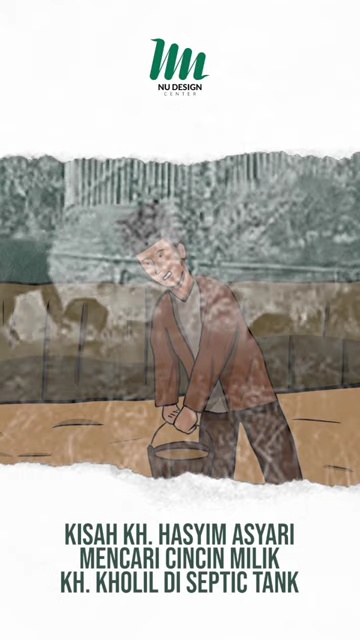 NU DESIGN
CENTER
KISAH KH. HASYIM ASYARI
MENCARI CINCIN MILIK
KH. KHOLIL DI SEPTIC TANK